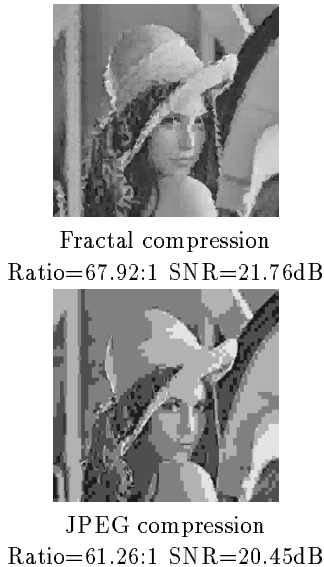 Fractal compression
Ratio=67.92:1 SNR=21.76dB
JPEG compression
Ratio=61.26:1 SNR=20.45dB